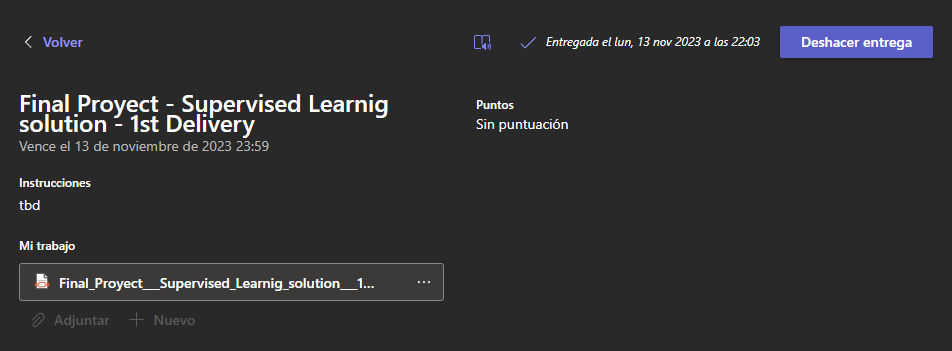 Volver
Entregada el lun, 13 nov 2023 a las 22:03
Deshacer entrega
Final Proyect - Supervised Learnig
solution - 1st Delivery
Vence el 13 de noviembre de 2023 23:59
Puntos
Sin puntuación
Instrucciones
tbd
Mi trabajo
Final_Proyect___Supervised_Learnig_solution___1...
Adjuntar
Nuevo